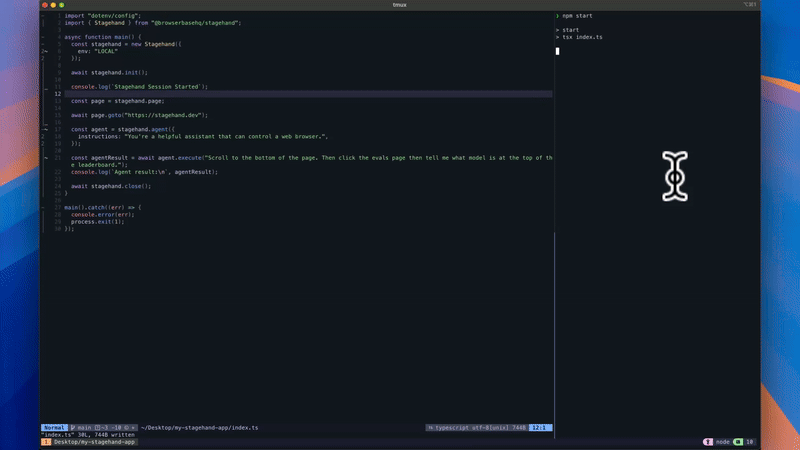 tmux
import "dotenv/config";
import { Stagehand } from "@browserbasehq/stagehand";
async function main() {
const stagehand = new Stagehand({
env: "LOCAL"
});
await stagehand.init();
console.log(`Stagehand Session Started`);
12
const page = stagehand.page;
await page.goto("https://stagehand.dev");
const agent = stagehand.agent({
instructions: "You're a helpful assistant that can control a web browser.",
});
const agentResult = await agent.execute("Scroll to the bottom of the page. Then click the evals page then tell me what model is at the top of th
e leaderboard.");
console.log(`Agent result:\n`, agentResult);
await stagehand.close();
}
main().catch((err) => {
console.error(err);
process.exit(1);
});
Normal main ~3 -10 ~/Desktop/my-stagehand-app/index.ts typescript utf-8[unix] 744B 12:1
"index.ts" 30L, 744B written
1 Desktop/my-stagehand-app
❯ npm start
> start
> tsx index.ts
node 10